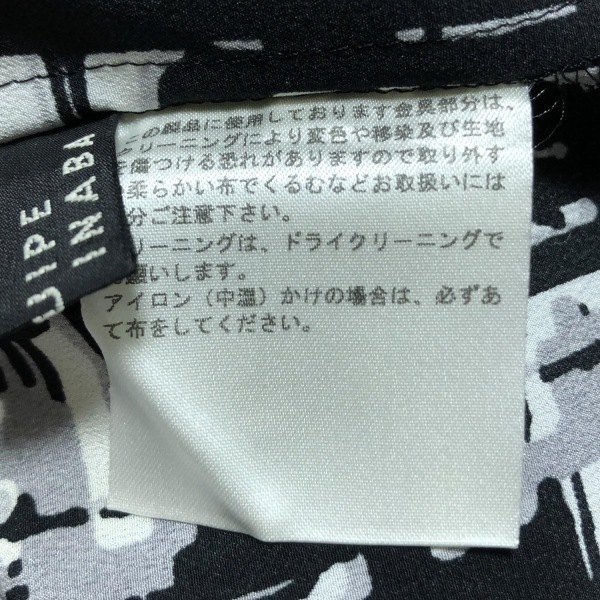 この製品に使用しております金具部分は、
クリーニングにより変色や移染及び生地
を傷つける恐れがありますので取り外す
か柔らかい布でくるむなどお取扱いには
分ご注意下さい。
リーニングは、ドライクリーニングで
願いします。
アイロン（中温）かけの場合は、必ずあ
て布をしてください。
UIPE
INABA